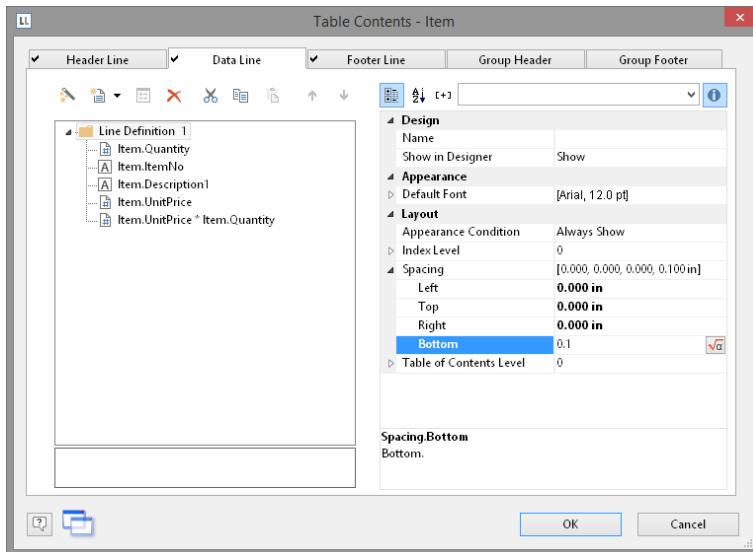 LL
Table Contents - Item
Header Line
Data Line
Footer Line
Group Header
Group Footer
Line Definition 1
Item.Quantity
A Item.ItemNo
A Item.Description1
Item.UnitPrice
Item.UnitPrice * Item.Quantity
Design
Name
Show in Designer Show
Appearance
Default Font [Arial, 12.0 pt]
Layout
Appearance Condition Always Show
Index Level 0
Spacing [0.000, 0.000, 0.000, 0.100 in]
Left 0.000 in
Top 0.000 in
Right 0.000 in
Bottom 0.1
Table of Contents Level 0
Spacing.Bottom
Bottom.
OK
Cancel